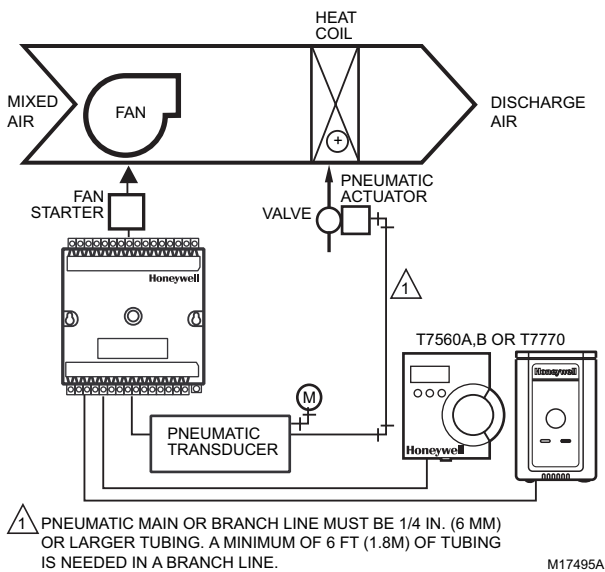 HEAT
COIL
MIXED
AIR
FAN
DISCHARGE
AIR
+
FAN
STARTER
PNEUMATIC
ACTUATOR
VALVE
Honeywell
1
T7560A,B OR T7770
Honeywell
M
PNEUMATIC
TRANSDUCER
Honeywell
1 PNEUMATIC MAIN OR BRANCH LINE MUST BE 1/4 IN. (6 MM)
OR LARGER TUBING. A MINIMUM OF 6 FT (1.8M) OF TUBING
IS NEEDED IN A BRANCH LINE.
M17495A